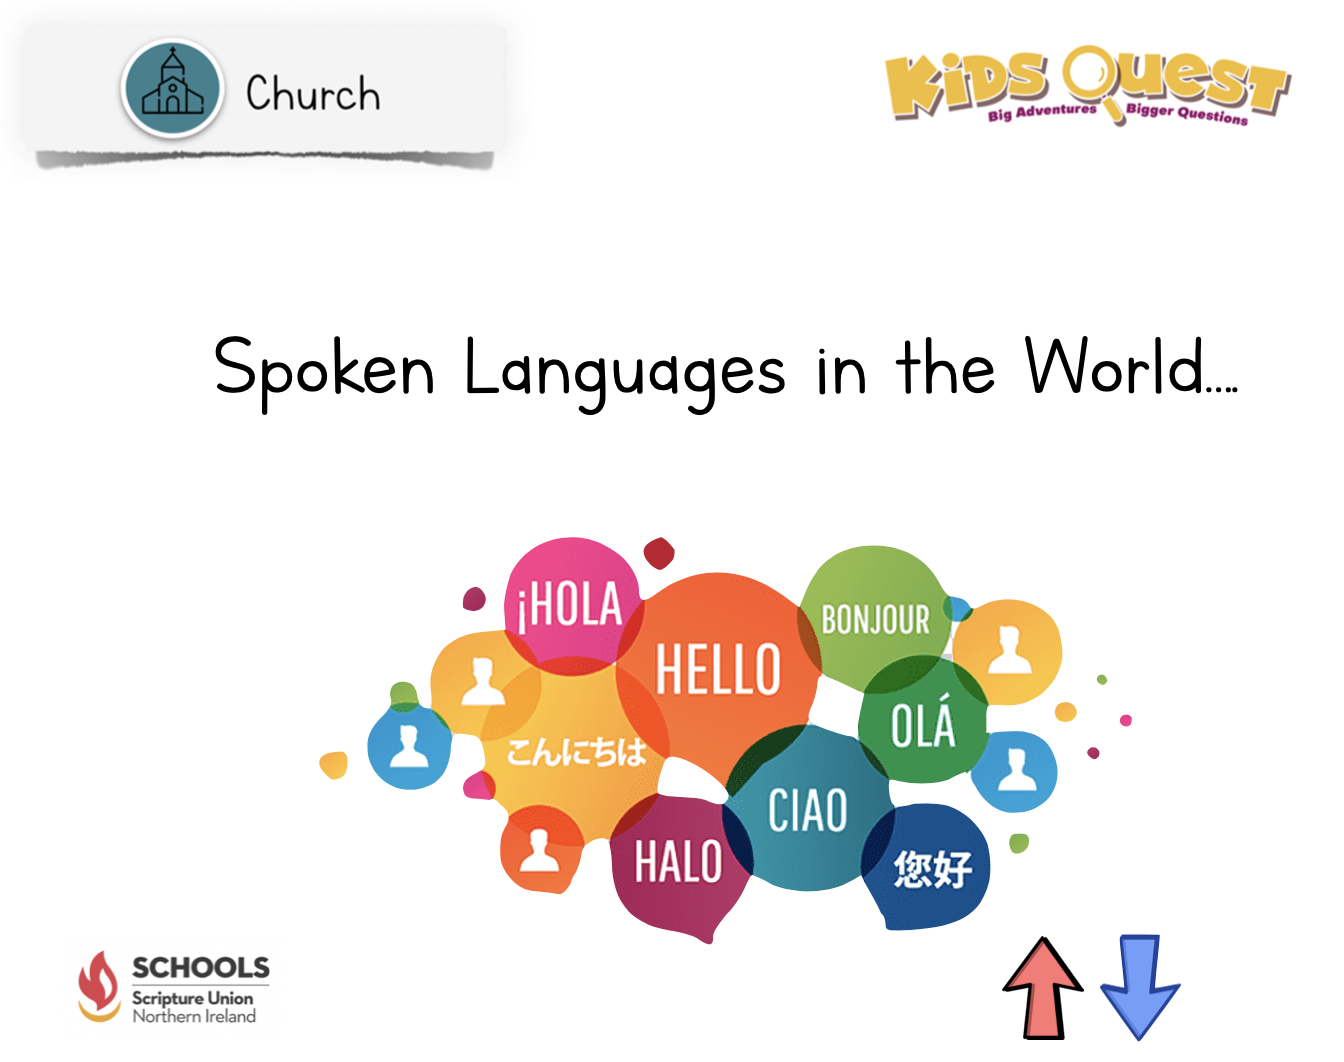 Church
KiDS QUEST
Big Adventures Bigger Questions
Spoken Languages in the World....
¡HOLA
HELLO
BONJOUR
OLÁ
こんにちは
CIAO
HALO
您好
SCHOOLS
Scripture Union
Northern Ireland